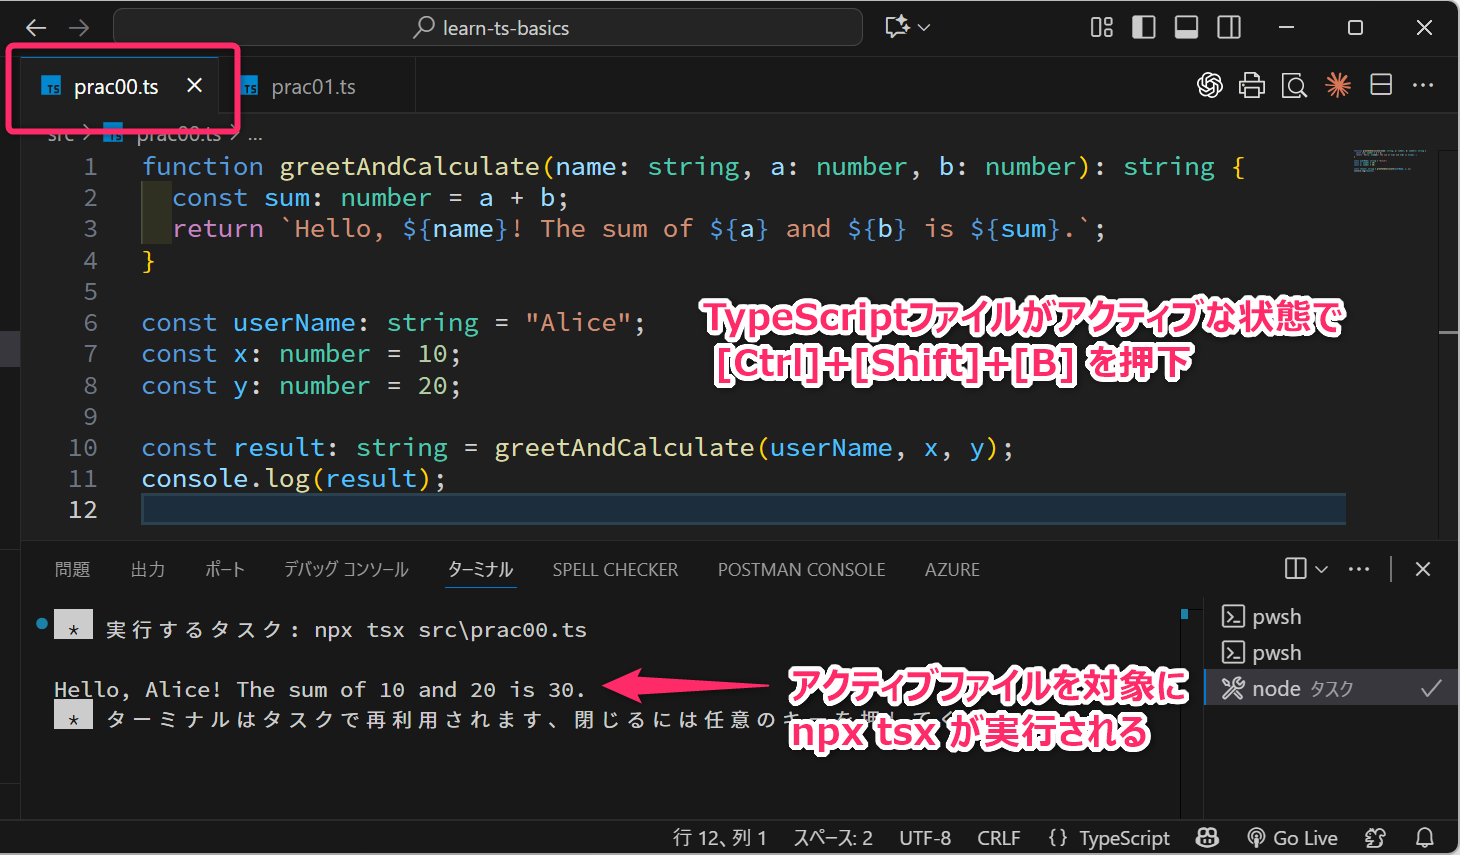 learn-ts-basics
TS prac00.ts
TS prac01.ts
src > TS prac00.ts > ...
1 function greetAndCalculate(name: string, a: number, b: number): string {
2 const sum: number = a + b;
3 return `Hello, ${name}! The sum of ${a} and ${b} is ${sum}.`;
4 }
5
6 const userName: string = "Alice";
7 const x: number = 10;
8 const y: number = 20;
9
10 const result: string = greetAndCalculate(userName, x, y);
11 console.log(result);
12
TypeScriptファイルがアクティブな状態で
[Ctrl]+[Shift]+[B] を押下
問題 出力 ポート デバッグ コンソール ターミナル SPELL CHECKER POSTMAN CONSOLE AZURE
* 実行するタスク: npx tsx src\prac00.ts
Hello, Alice! The sum of 10 and 20 is 30.
* ターミナルはタスクで再利用されます、閉じるには任意のキーを押してく
アクティブファイルを対象に
npx tsx が実行される
pwsh
pwsh
node タスク
行 12、列 1 スペース: 2 UTF-8 CRLF {} TypeScript Go Live